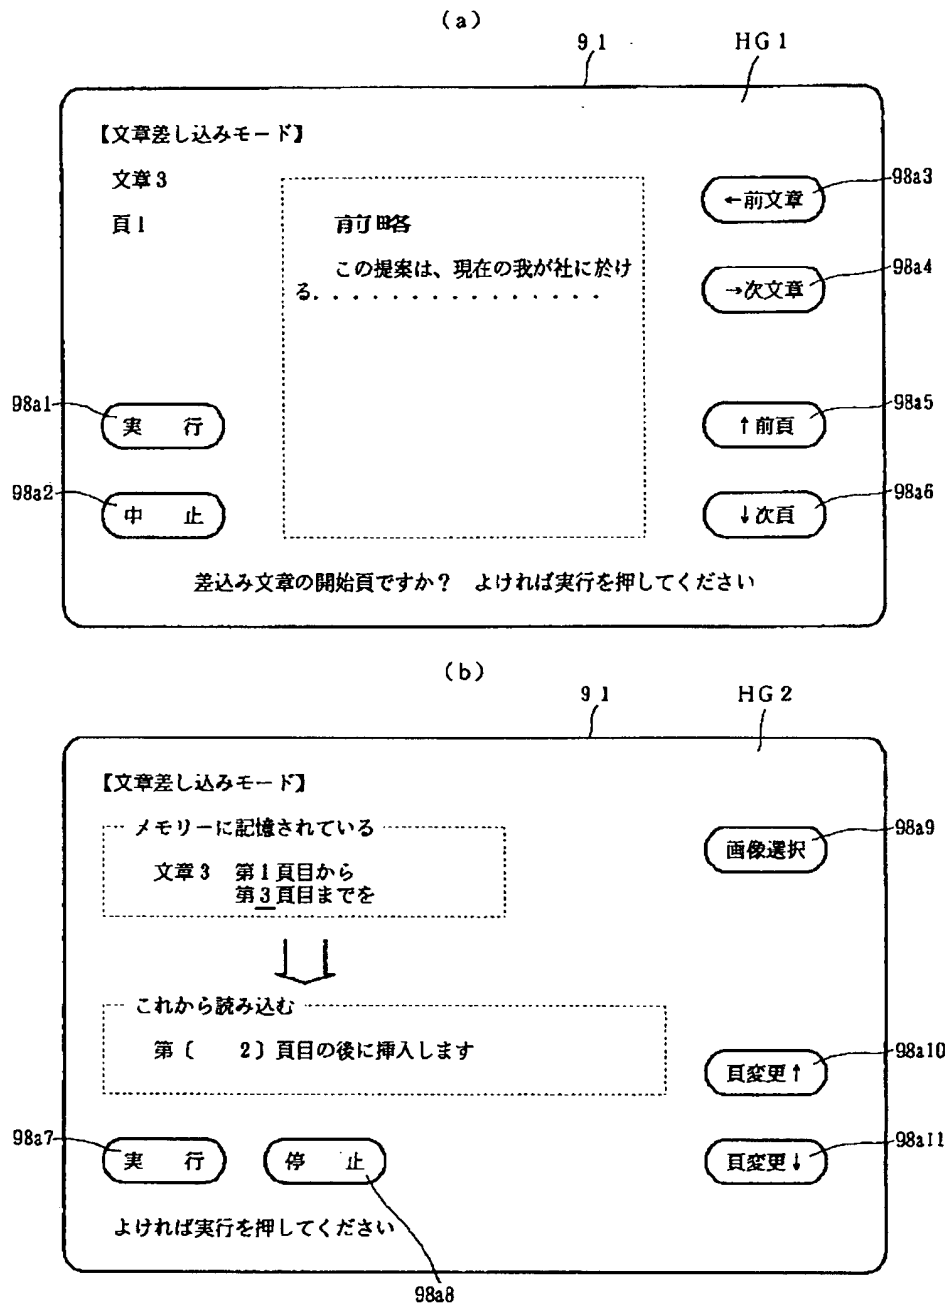 (a)
91
HG1
【文章差し込みモード】
文章3
頁1
前略
この提案は、現在の我が社に於け
る...............
←前文章
98a3
→次文章
98a4
98a1
実　行
↑前頁
98a5
98a2
中　止
↓次頁
98a6
差込み文章の開始頁ですか？　よければ実行を押してください
(b)
91
HG2
【文章差し込みモード】
メモリーに記憶されている
文章3　第1頁目から
第3頁目までを
画像選択
98a9
これから読み込む
第〔　2〕頁目の後に挿入します
頁変更↑
98a10
98a7
実　行
停　止
頁変更↓
98a11
よければ実行を押してください
98a8